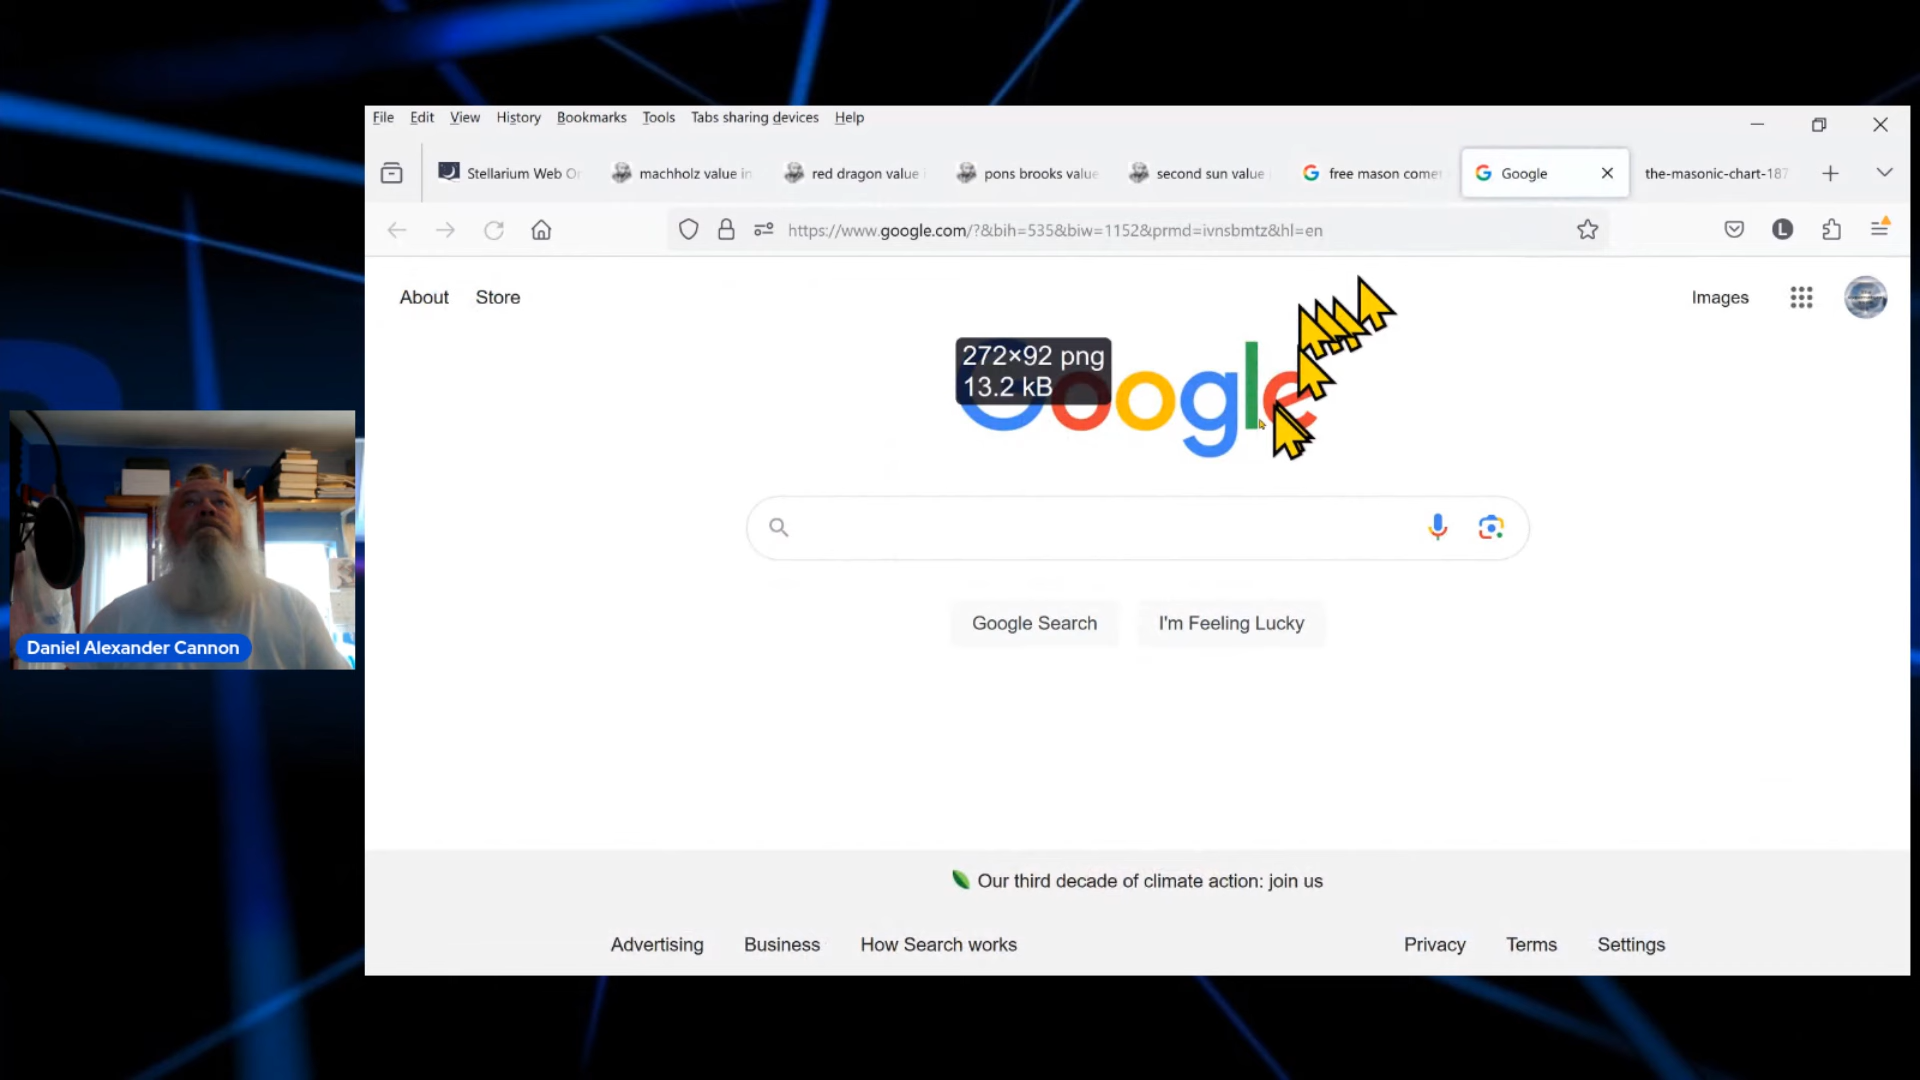 File Edit View History Bookmarks Tools Tabs sharing devices Help
Stellarium Web On machholz value in red dragon value i pons brooks value second sun value free mason comet Google the-masonic-chart-187
https://www.google.com/?&bih=535&biw=1152&prmd=ivnsbmtz&hl=en
L
About Store Images
272×92 png
13.2 kB
Google
Google Search I'm Feeling Lucky
Daniel Alexander Cannon
Our third decade of climate action: join us
Advertising Business How Search works Privacy Terms Settings